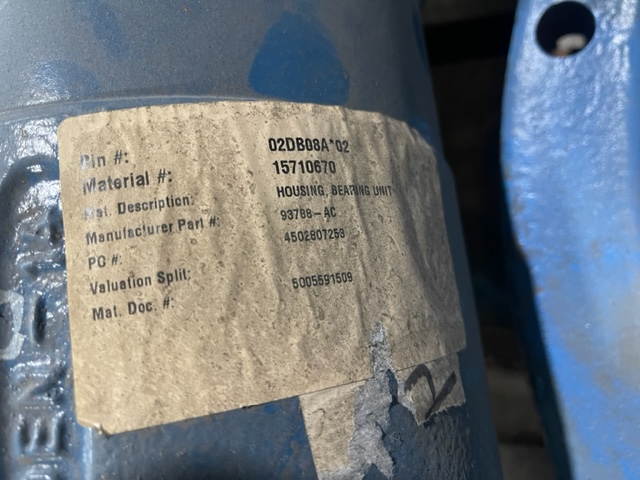 Bin #: 02DB08A*02
Material #: 15710670
Mat. Description: HOUSING, BEARING UNIT
Manufacturer Part #: 93788-AC
PO #: 4502807253
Valuation Split:
Mat. Doc. #: 5005591509
2